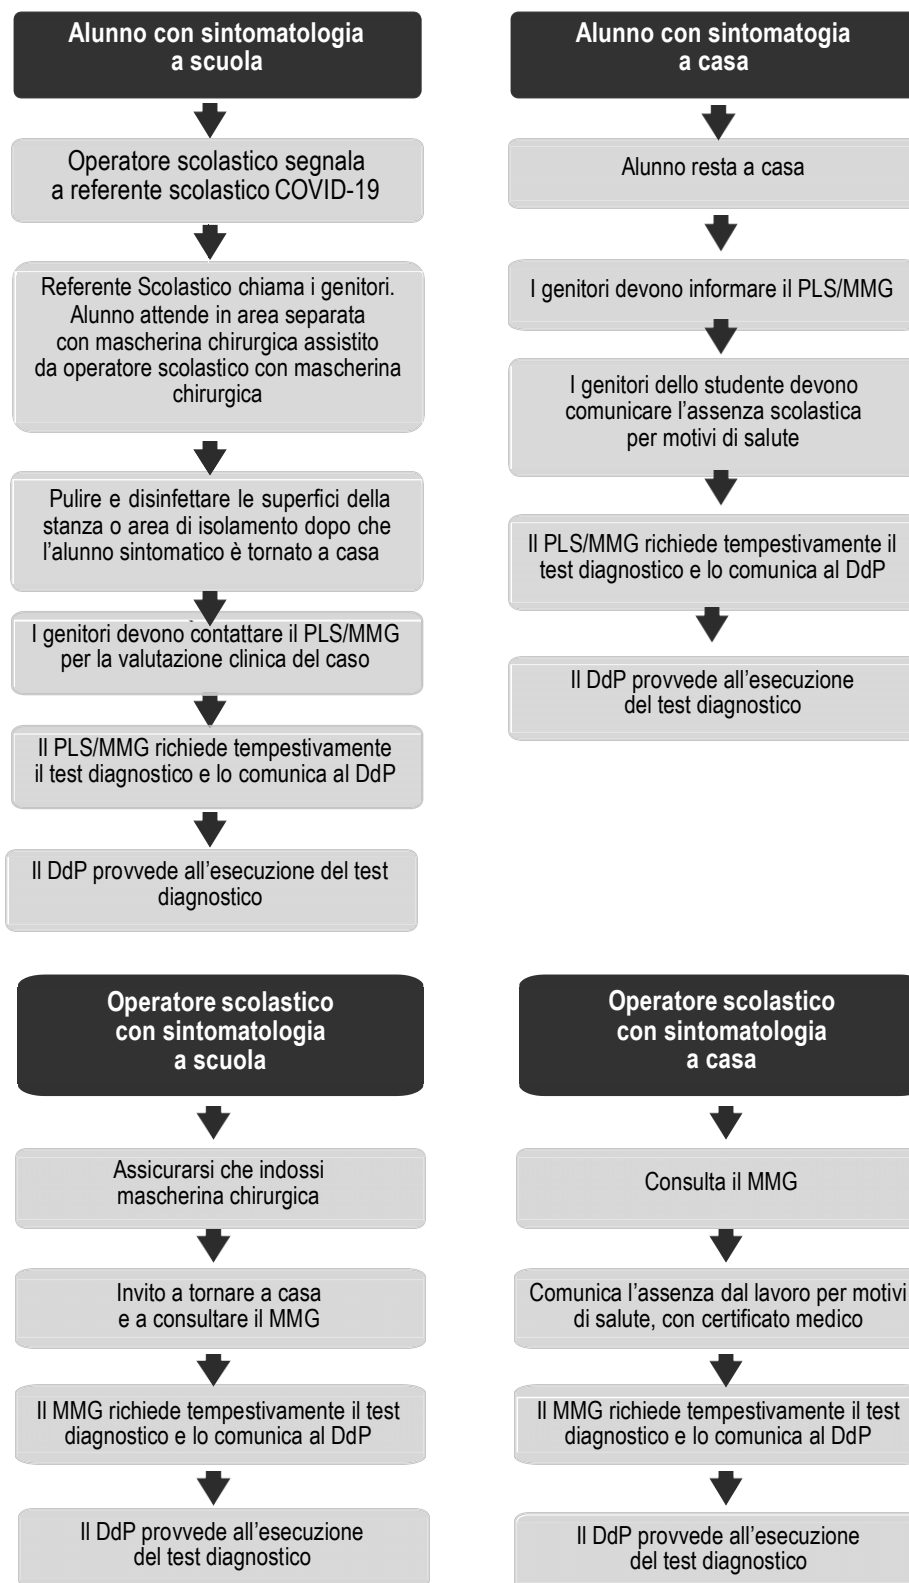 Alunno con sintomatologia
a scuola
Operatore scolastico segnala
a referente scolastico COVID-19
Referente Scolastico chiama i genitori.
Alunno attende in area separata
con mascherina chirurgica assistito
da operatore scolastico con mascherina
chirurgica
Pulire e disinfettare le superfici della
stanza o area di isolamento dopo che
l'alunno sintomatico è tornato a casa
I genitori devono contattare il PLS/MMG
per la valutazione clinica del caso
Il PLS/MMG richiede tempestivamente
il test diagnostico e lo comunica al DdP
Il DdP provvede all'esecuzione del test
diagnostico
Alunno con sintomatogia
a casa
Alunno resta a casa
I genitori devono informare il PLS/MMG
I genitori dello studente devono
comunicare l'assenza scolastica
per motivi di salute
Il PLS/MMG richiede tempestivamente il
test diagnostico e lo comunica al DdP
Il DdP provvede all'esecuzione
del test diagnostico
Operatore scolastico
con sintomatologia
a scuola
Assicurarsi che indossi
mascherina chirurgica
Invito a tornare a casa
e a consultare il MMG
Il MMG richiede tempestivamente il test
diagnostico e lo comunica al DdP
Il DdP provvede all'esecuzione
del test diagnostico
Operatore scolastico
con sintomatologia
a casa
Consulta il MMG
Comunica l'assenza dal lavoro per motivi
di salute, con certificato medico
Il MMG richiede tempestivamente il test
diagnostico e lo comunica al DdP
Il DdP provvede all'esecuzione
del test diagnostico